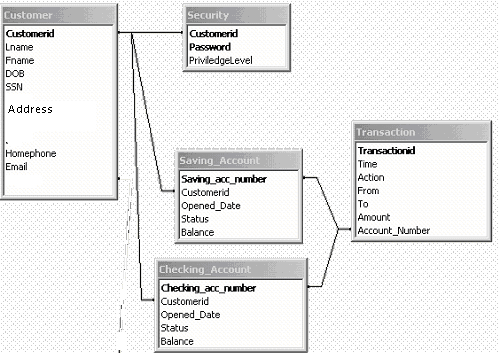 Customer
Customerid
Lname
Fname
DOB
SSN
Address
Homephone
Email
Security
Customerid
Password
PriviledgeLevel
Saving_Account
Saving_acc_number
Customerid
Opened_Date
Status
Balance
Checking_Account
Checking_acc_number
Customerid
Opened_Date
Status
Balance
Transaction
Transactionid
Time
Action
From
To
Amount
Account_Number